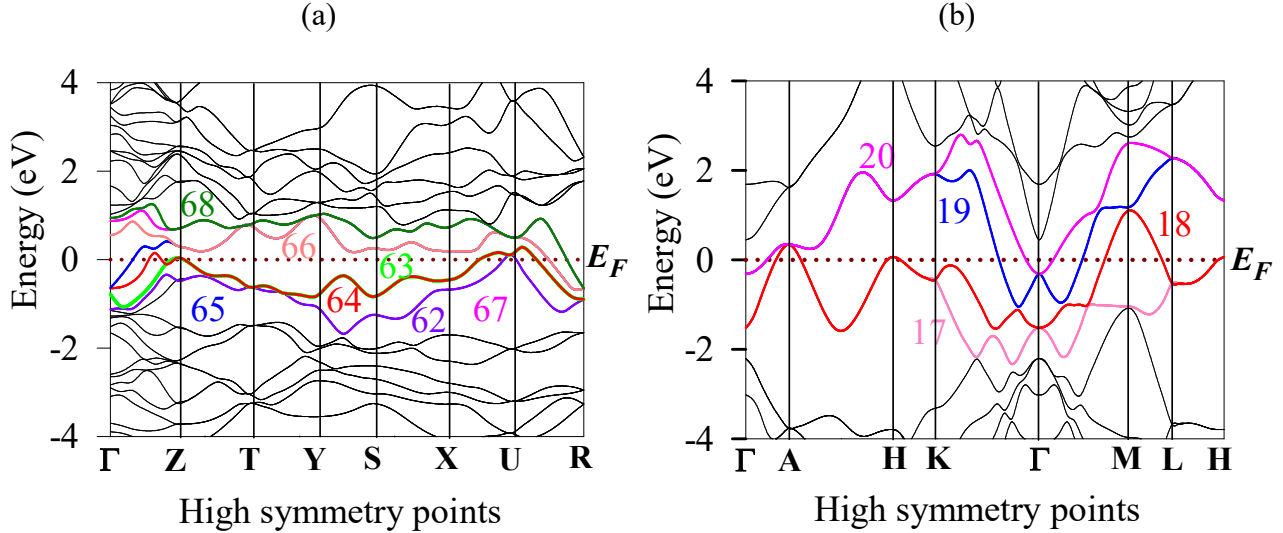 (a)
Energy (eV)
4
2
0
-2
-4
68
66
63
65
64
62
67
E_F
Γ Z T Y S X U R
High symmetry points
(b)
Energy (eV)
4
2
0
-2
-4
20
19
18
17
E_F
Γ A H K Γ M L H
High symmetry points